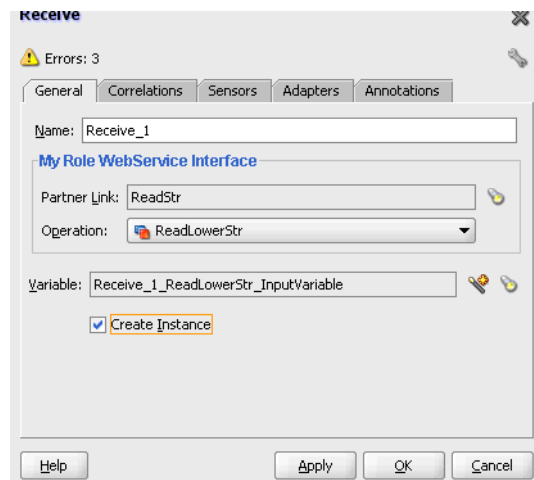 Receive
Errors: 3
General Correlations Sensors Adapters Annotations
Name: Receive_1
My Role WebService Interface
Partner Link: ReadStr
Operation: ReadLowerStr
Variable: Receive_1_ReadLowerStr_InputVariable
Create Instance
Help Apply OK Cancel